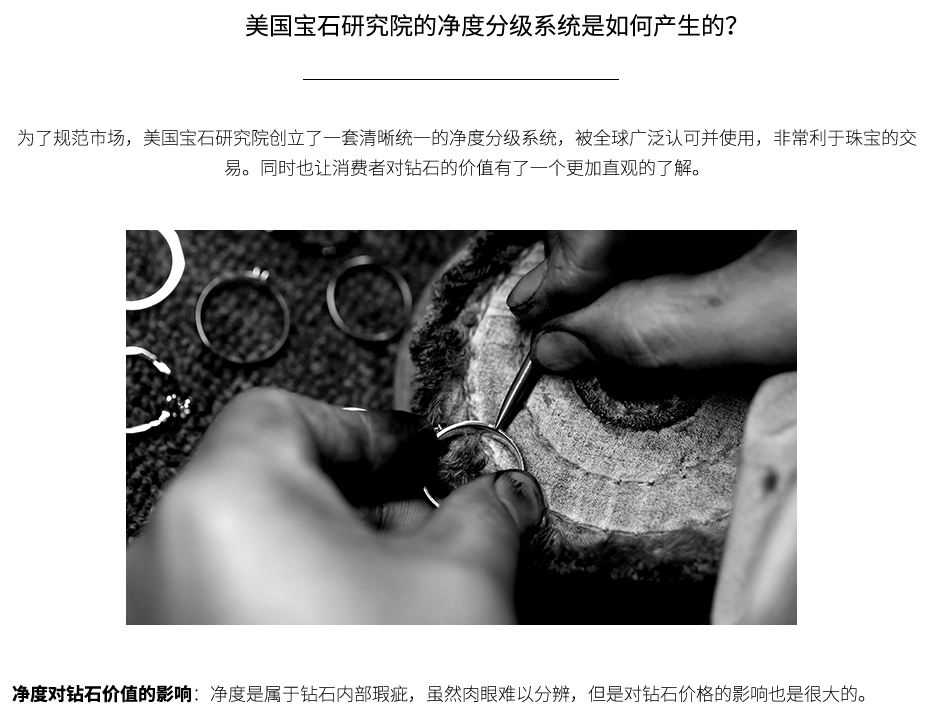 美国宝石研究院的净度分级系统是如何产生的？
为了规范市场，美国宝石研究院创立了一套清晰统一的净度分级系统，被全球广泛认可并使用，非常利于珠宝的交
易。同时也让消费者对钻石的价值有了一个更加直观的了解。
净度对钻石价值的影响：净度是属于钻石内部瑕疵，虽然肉眼难以分辨，但是对钻石价格的影响也是很大的。